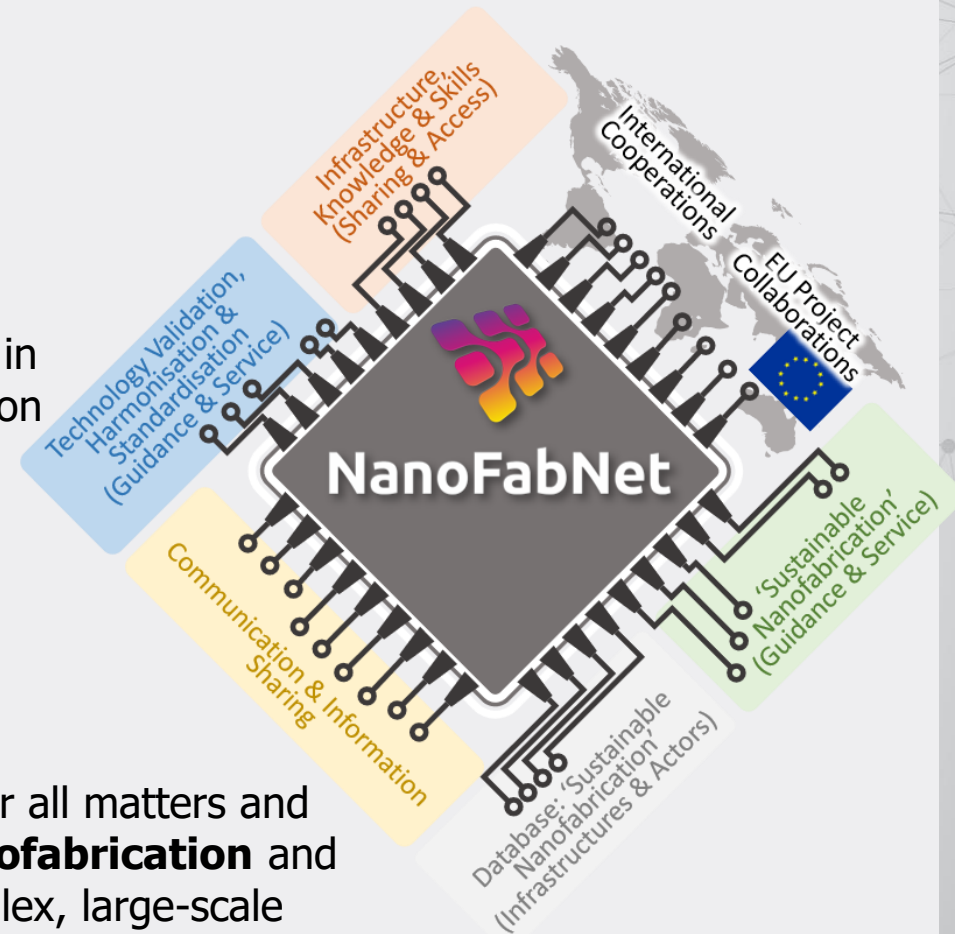 Infrastructure,
Knowledge & Skills
(Sharing & Access)
International
Cooperations
EU Project
Collaborations
Technology Validation,
Harmonisation &
Standardisation
(Guidance & Service)
in
on
NanoFabNet
'Sustainable
Nanofabrication'
(Guidance & Service)
Communication & Information
Sharing
Database: 'Sustainable
Nanofabrication'
(Infrastructures & Actors)
r all matters and
ofabrication and
lex, large-scale